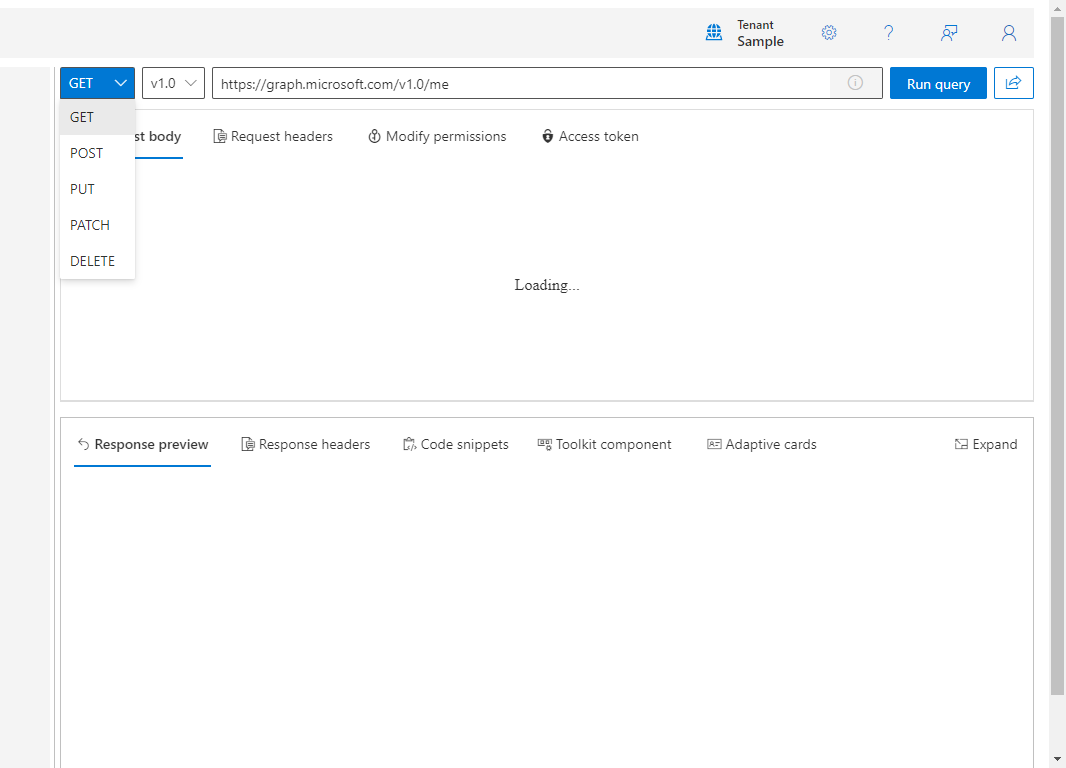 Tenant
Sample
GET
v1.0
https://graph.microsoft.com/v1.0/me
Run query
GET
POST
PUT
PATCH
DELETE
st body
Request headers
Modify permissions
Access token
Loading...
Response preview
Response headers
Code snippets
Toolkit component
Adaptive cards
Expand